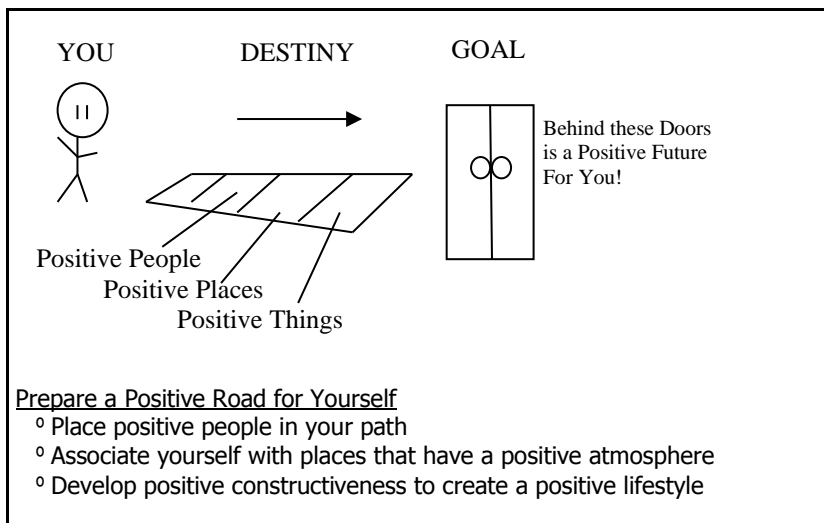 YOU DESTINY GOAL
Behind these Doors
is a Positive Future
For You!
Positive People
Positive Places
Positive Things
Prepare a Positive Road for Yourself
º Place positive people in your path
º Associate yourself with places that have a positive atmosphere
º Develop positive constructiveness to create a positive lifestyle